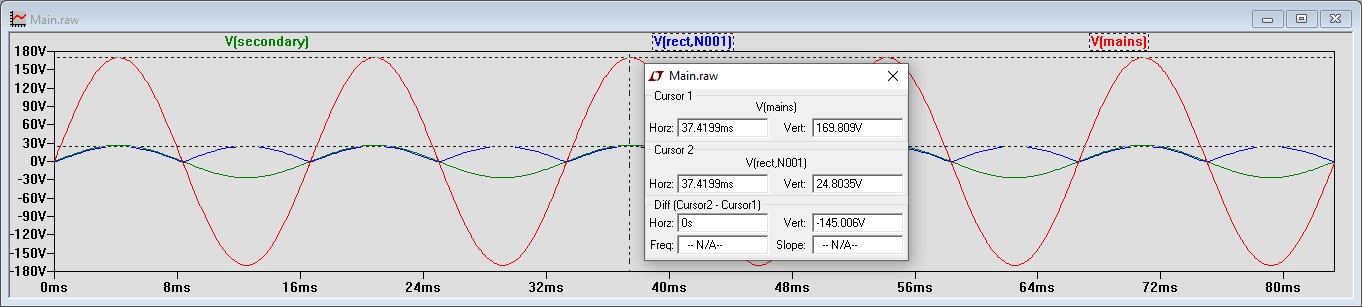 Main.raw
V(secondary) V(rect,N001) V(mains)
180V
150V
120V
90V
60V
30V
0V
-30V
-60V
-90V
-120V
-150V
-180V
0ms 8ms 16ms 24ms 32ms 40ms 48ms 56ms 64ms 72ms 80ms
Main.raw
Cursor 1
V(mains)
Horz: 37.4199ms Vert: 169.809V
Cursor 2
V(rect,N001)
Horz: 37.4199ms Vert: 24.8035V
Diff (Cursor2 - Cursor1)
Horz: 0s Vert: -145.006V
Freq: -- N/A-- Slope: -- N/A--